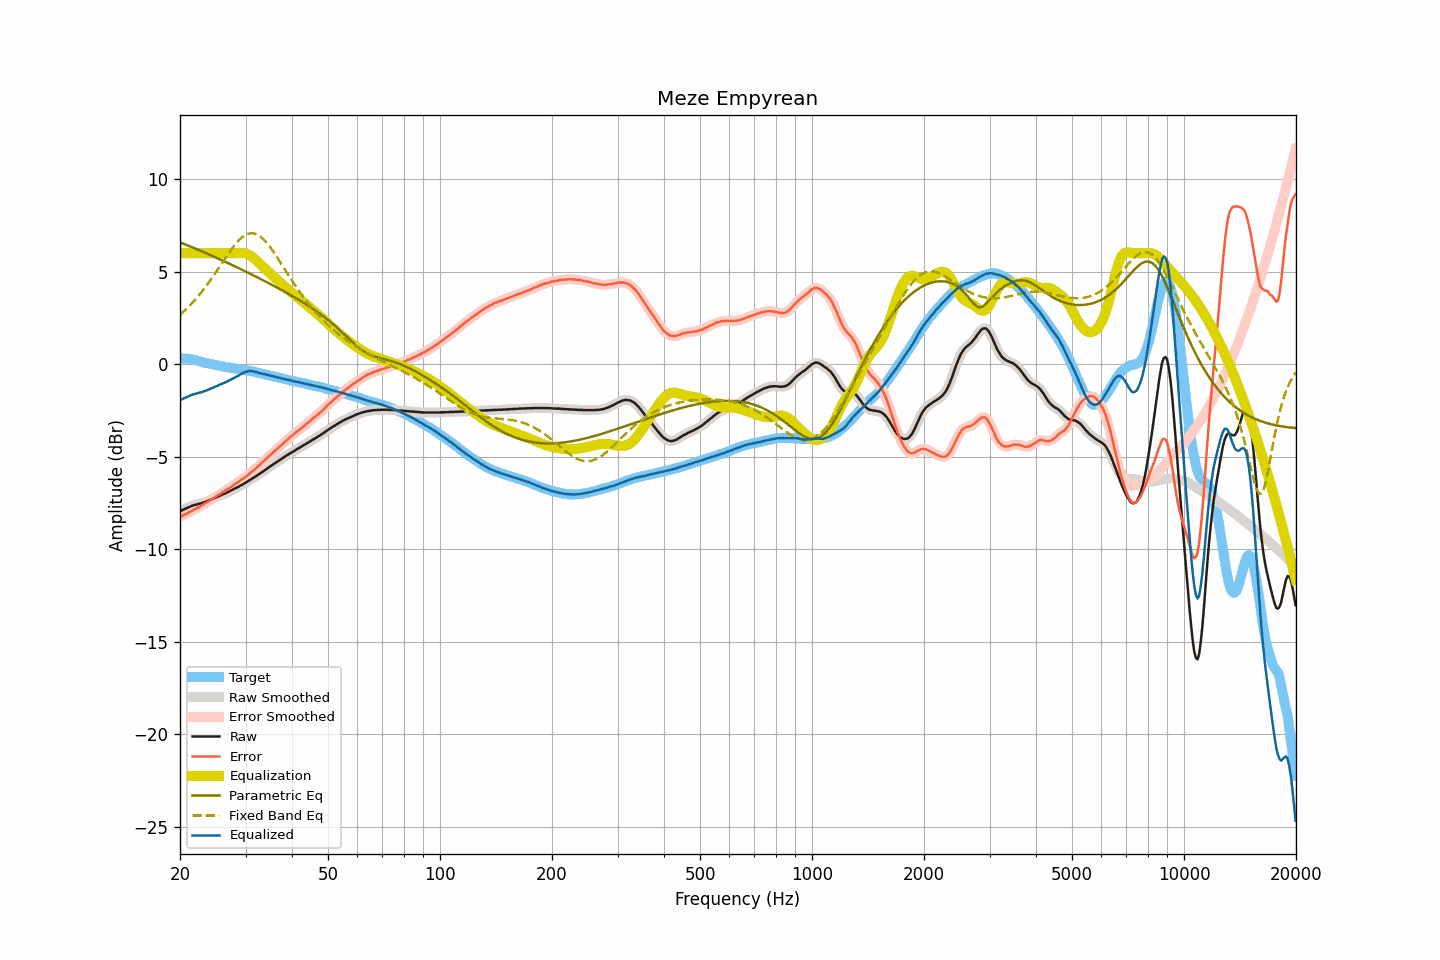 Meze Empyrean
Amplitude (dBr)
10
5
0
−5
−10
−15
−20
−25
Target
Raw Smoothed
Error Smoothed
Raw
Error
Equalization
Parametric Eq
Fixed Band Eq
Equalized
20 50 100 200 500 1000 2000 5000 10000 20000
Frequency (Hz)